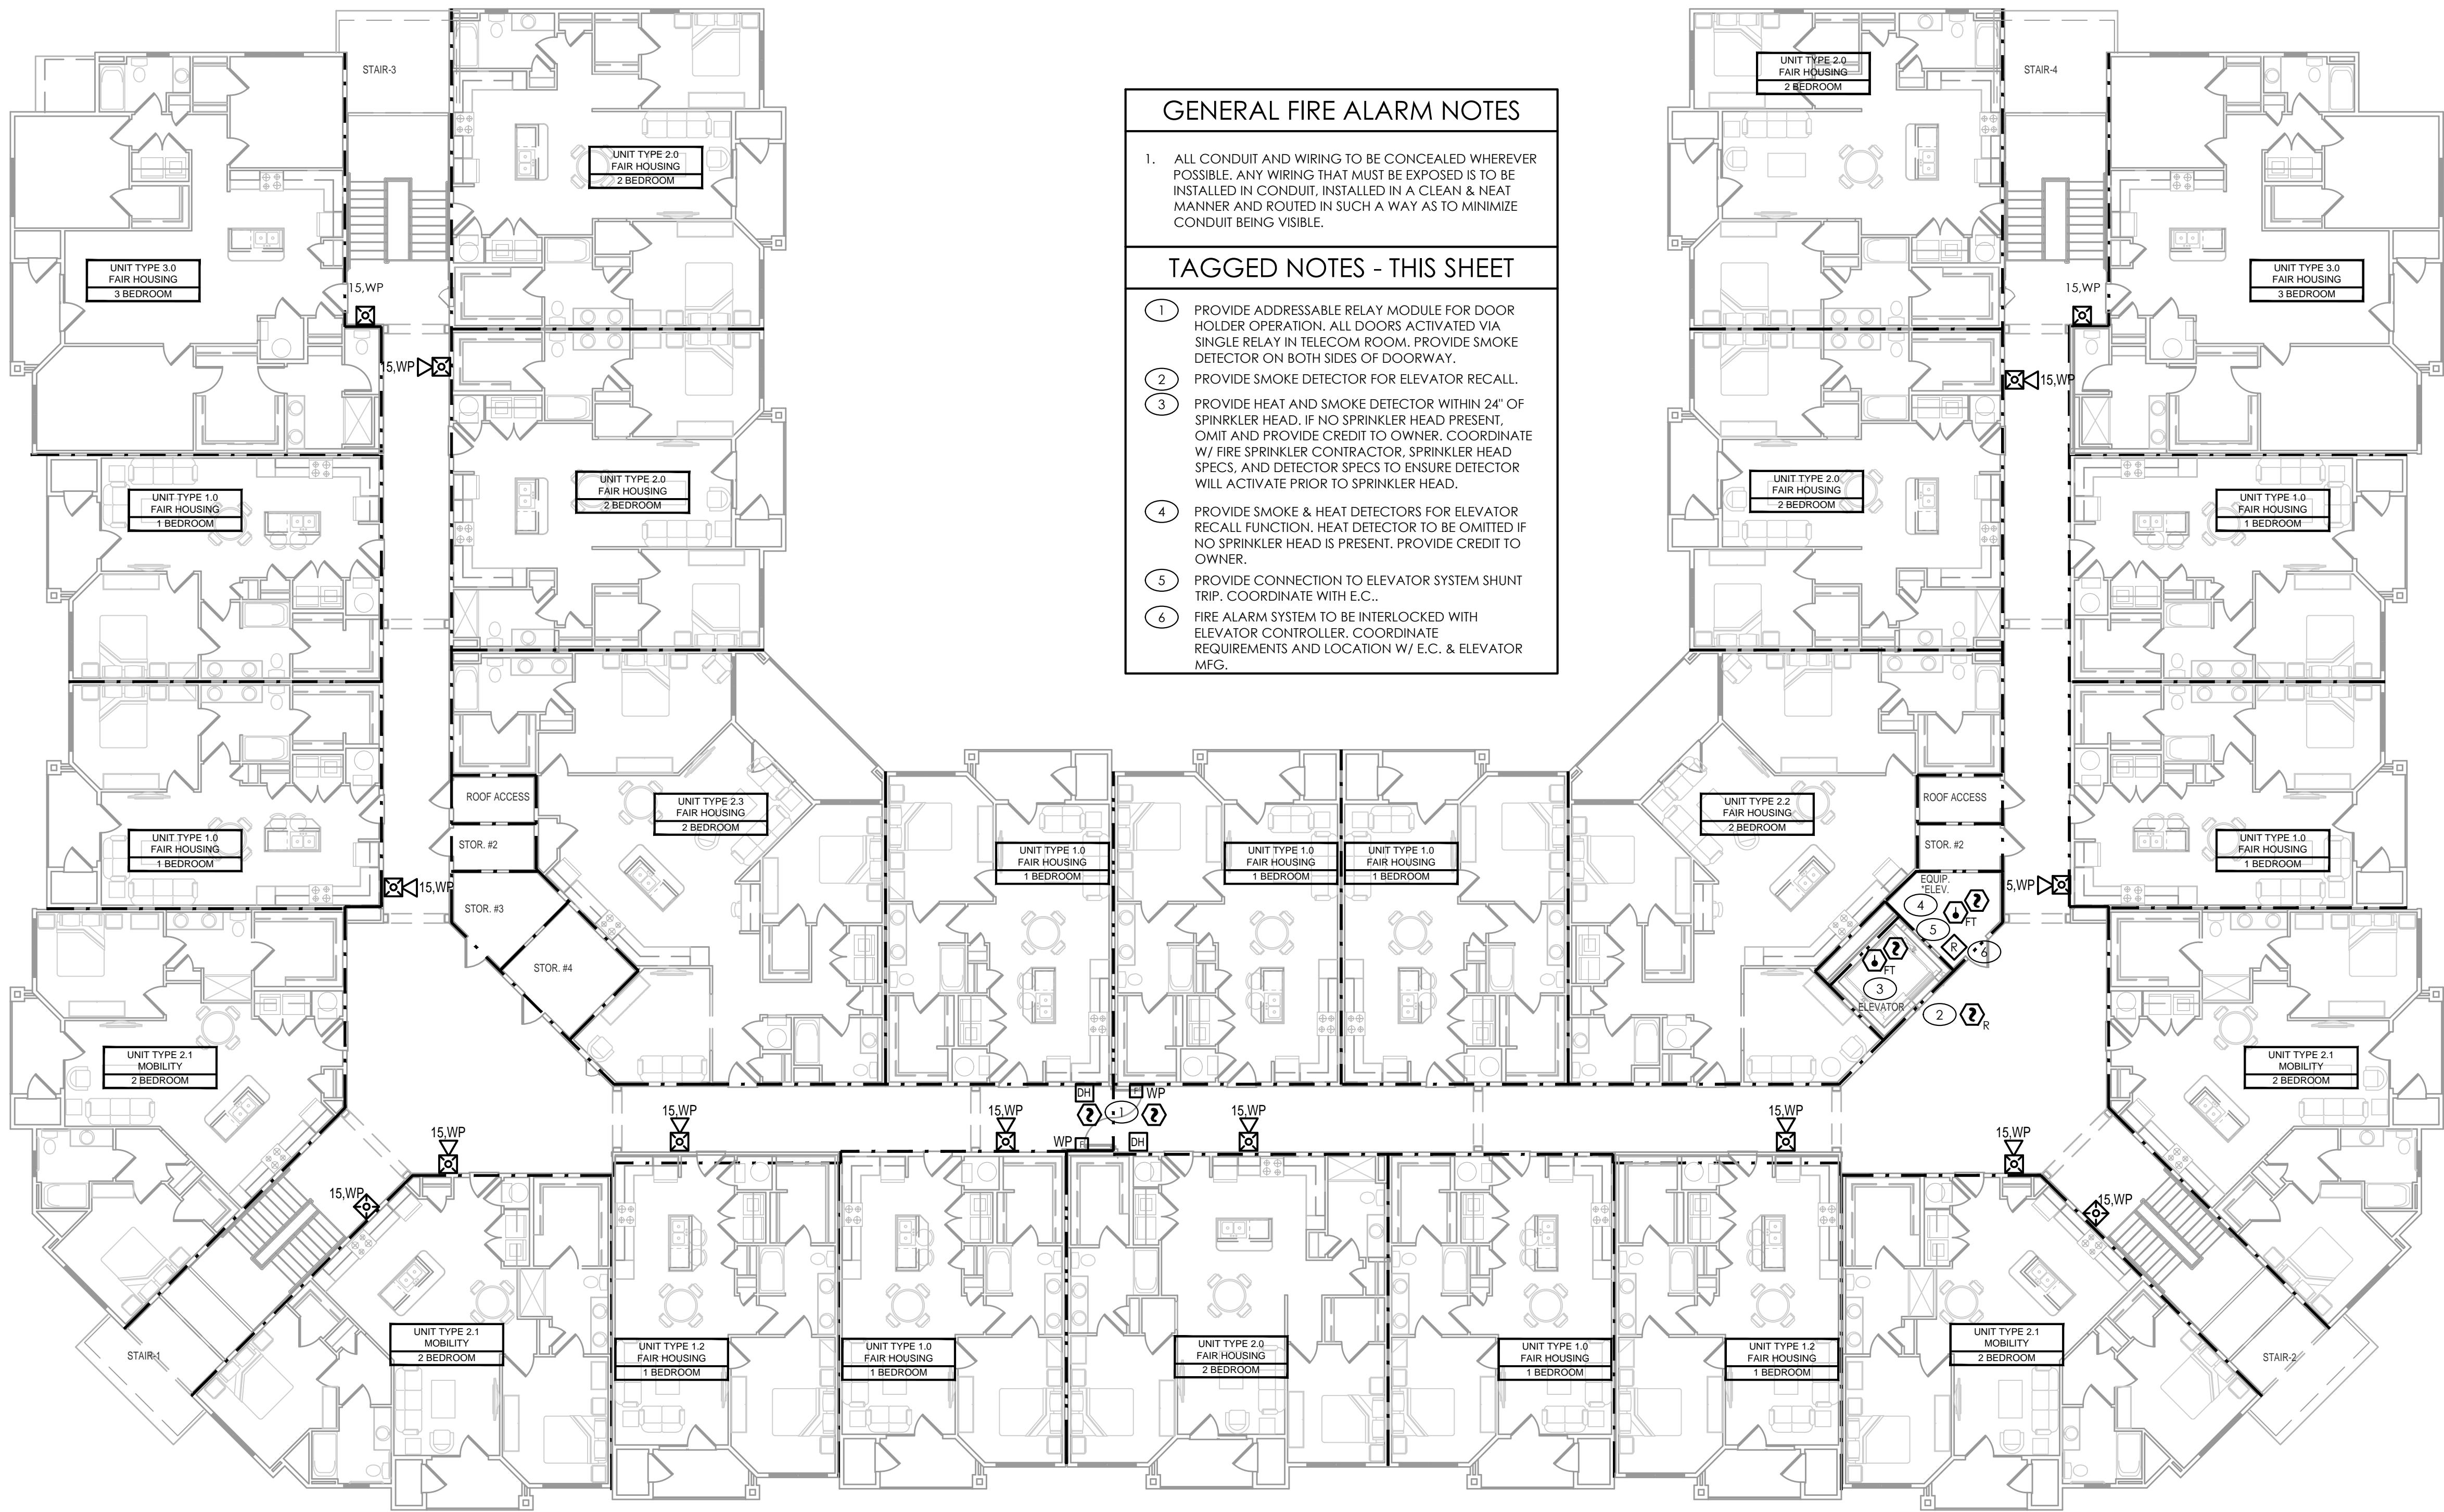 STAIR-3
STAIR-4
UNIT TYPE 2.0
FAIR HOUSING
2 BEDROOM
GENERAL FIRE ALARM NOTES
1. ALL CONDUIT AND WIRING TO BE CONCEALED WHEREVER
POSSIBLE. ANY WIRING THAT MUST BE EXPOSED IS TO BE
INSTALLED IN CONDUIT, INSTALLED IN A CLEAN & NEAT
MANNER AND ROUTED IN SUCH A WAY AS TO MINIMIZE
CONDUIT BEING VISIBLE.
TAGGED NOTES - THIS SHEET
1 PROVIDE ADDRESSABLE RELAY MODULE FOR DOOR
HOLDER OPERATION. ALL DOORS ACTIVATED VIA
SINGLE RELAY IN TELECOM ROOM. PROVIDE SMOKE
DETECTOR ON BOTH SIDES OF DOORWAY.
2 PROVIDE SMOKE DETECTOR FOR ELEVATOR RECALL.
3 PROVIDE HEAT AND SMOKE DETECTOR WITHIN 24" OF
SPINRKLER HEAD. IF NO SPRINKLER HEAD PRESENT,
OMIT AND PROVIDE CREDIT TO OWNER. COORDINATE
W/ FIRE SPRINKLER CONTRACTOR, SPRINKLER HEAD
SPECS, AND DETECTOR SPECS TO ENSURE DETECTOR
WILL ACTIVATE PRIOR TO SPRINKLER HEAD.
4 PROVIDE SMOKE & HEAT DETECTORS FOR ELEVATOR
RECALL FUNCTION. HEAT DETECTOR TO BE OMITTED IF
NO SPRINKLER HEAD IS PRESENT. PROVIDE CREDIT TO
OWNER.
5 PROVIDE CONNECTION TO ELEVATOR SYSTEM SHUNT
TRIP. COORDINATE WITH E.C..
6 FIRE ALARM SYSTEM TO BE INTERLOCKED WITH
ELEVATOR CONTROLLER. COORDINATE
REQUIREMENTS AND LOCATION W/ E.C. & ELEVATOR
MFG.
UNIT TYPE 2.0
FAIR HOUSING
2 BEDROOM
UNIT TYPE 3.0
FAIR HOUSING
3 BEDROOM
UNIT TYPE 3.0
FAIR HOUSING
3 BEDROOM
15,WP
15,WP
15,WP
15,WP
UNIT TYPE 2.0
FAIR HOUSING
2 BEDROOM
UNIT TYPE 2.0
FAIR HOUSING
2 BEDROOM
UNIT TYPE 1.0
FAIR HOUSING
1 BEDROOM
UNIT TYPE 1.0
FAIR HOUSING
1 BEDROOM
ROOF ACCESS
UNIT TYPE 2.3
FAIR HOUSING
2 BEDROOM
UNIT TYPE 2.2
FAIR HOUSING
2 BEDROOM
ROOF ACCESS
UNIT TYPE 1.0
FAIR HOUSING
1 BEDROOM
STOR. #2
UNIT TYPE 1.0
FAIR HOUSING
1 BEDROOM
UNIT TYPE 1.0
FAIR HOUSING
1 BEDROOM
UNIT TYPE 1.0
FAIR HOUSING
1 BEDROOM
STOR. #2
UNIT TYPE 1.0
FAIR HOUSING
1 BEDROOM
15,WP
STOR. #3
STOR. #4
EQUIP.
*ELEV.
4
FT
5
R
6
5,WP
FT
3
ELEVATOR
2
R
UNIT TYPE 2.1
MOBILITY
2 BEDROOM
UNIT TYPE 2.1
MOBILITY
2 BEDROOM
DH
F
WP
1
WP
F
DH
15,WP
15,WP
15,WP
15,WP
15,WP
15,WP
15,WP
15,WP
STAIR-1
UNIT TYPE 2.1
MOBILITY
2 BEDROOM
UNIT TYPE 1.2
FAIR HOUSING
1 BEDROOM
UNIT TYPE 1.0
FAIR HOUSING
1 BEDROOM
UNIT TYPE 2.0
FAIR HOUSING
2 BEDROOM
UNIT TYPE 1.0
FAIR HOUSING
1 BEDROOM
UNIT TYPE 1.2
FAIR HOUSING
1 BEDROOM
UNIT TYPE 2.1
MOBILITY
2 BEDROOM
STAIR-2